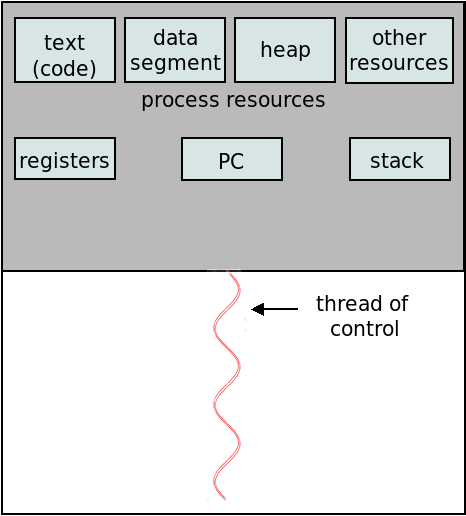 text
(code)
data
segment
heap
other
resources
process resources
registers
PC
stack
thread of
control